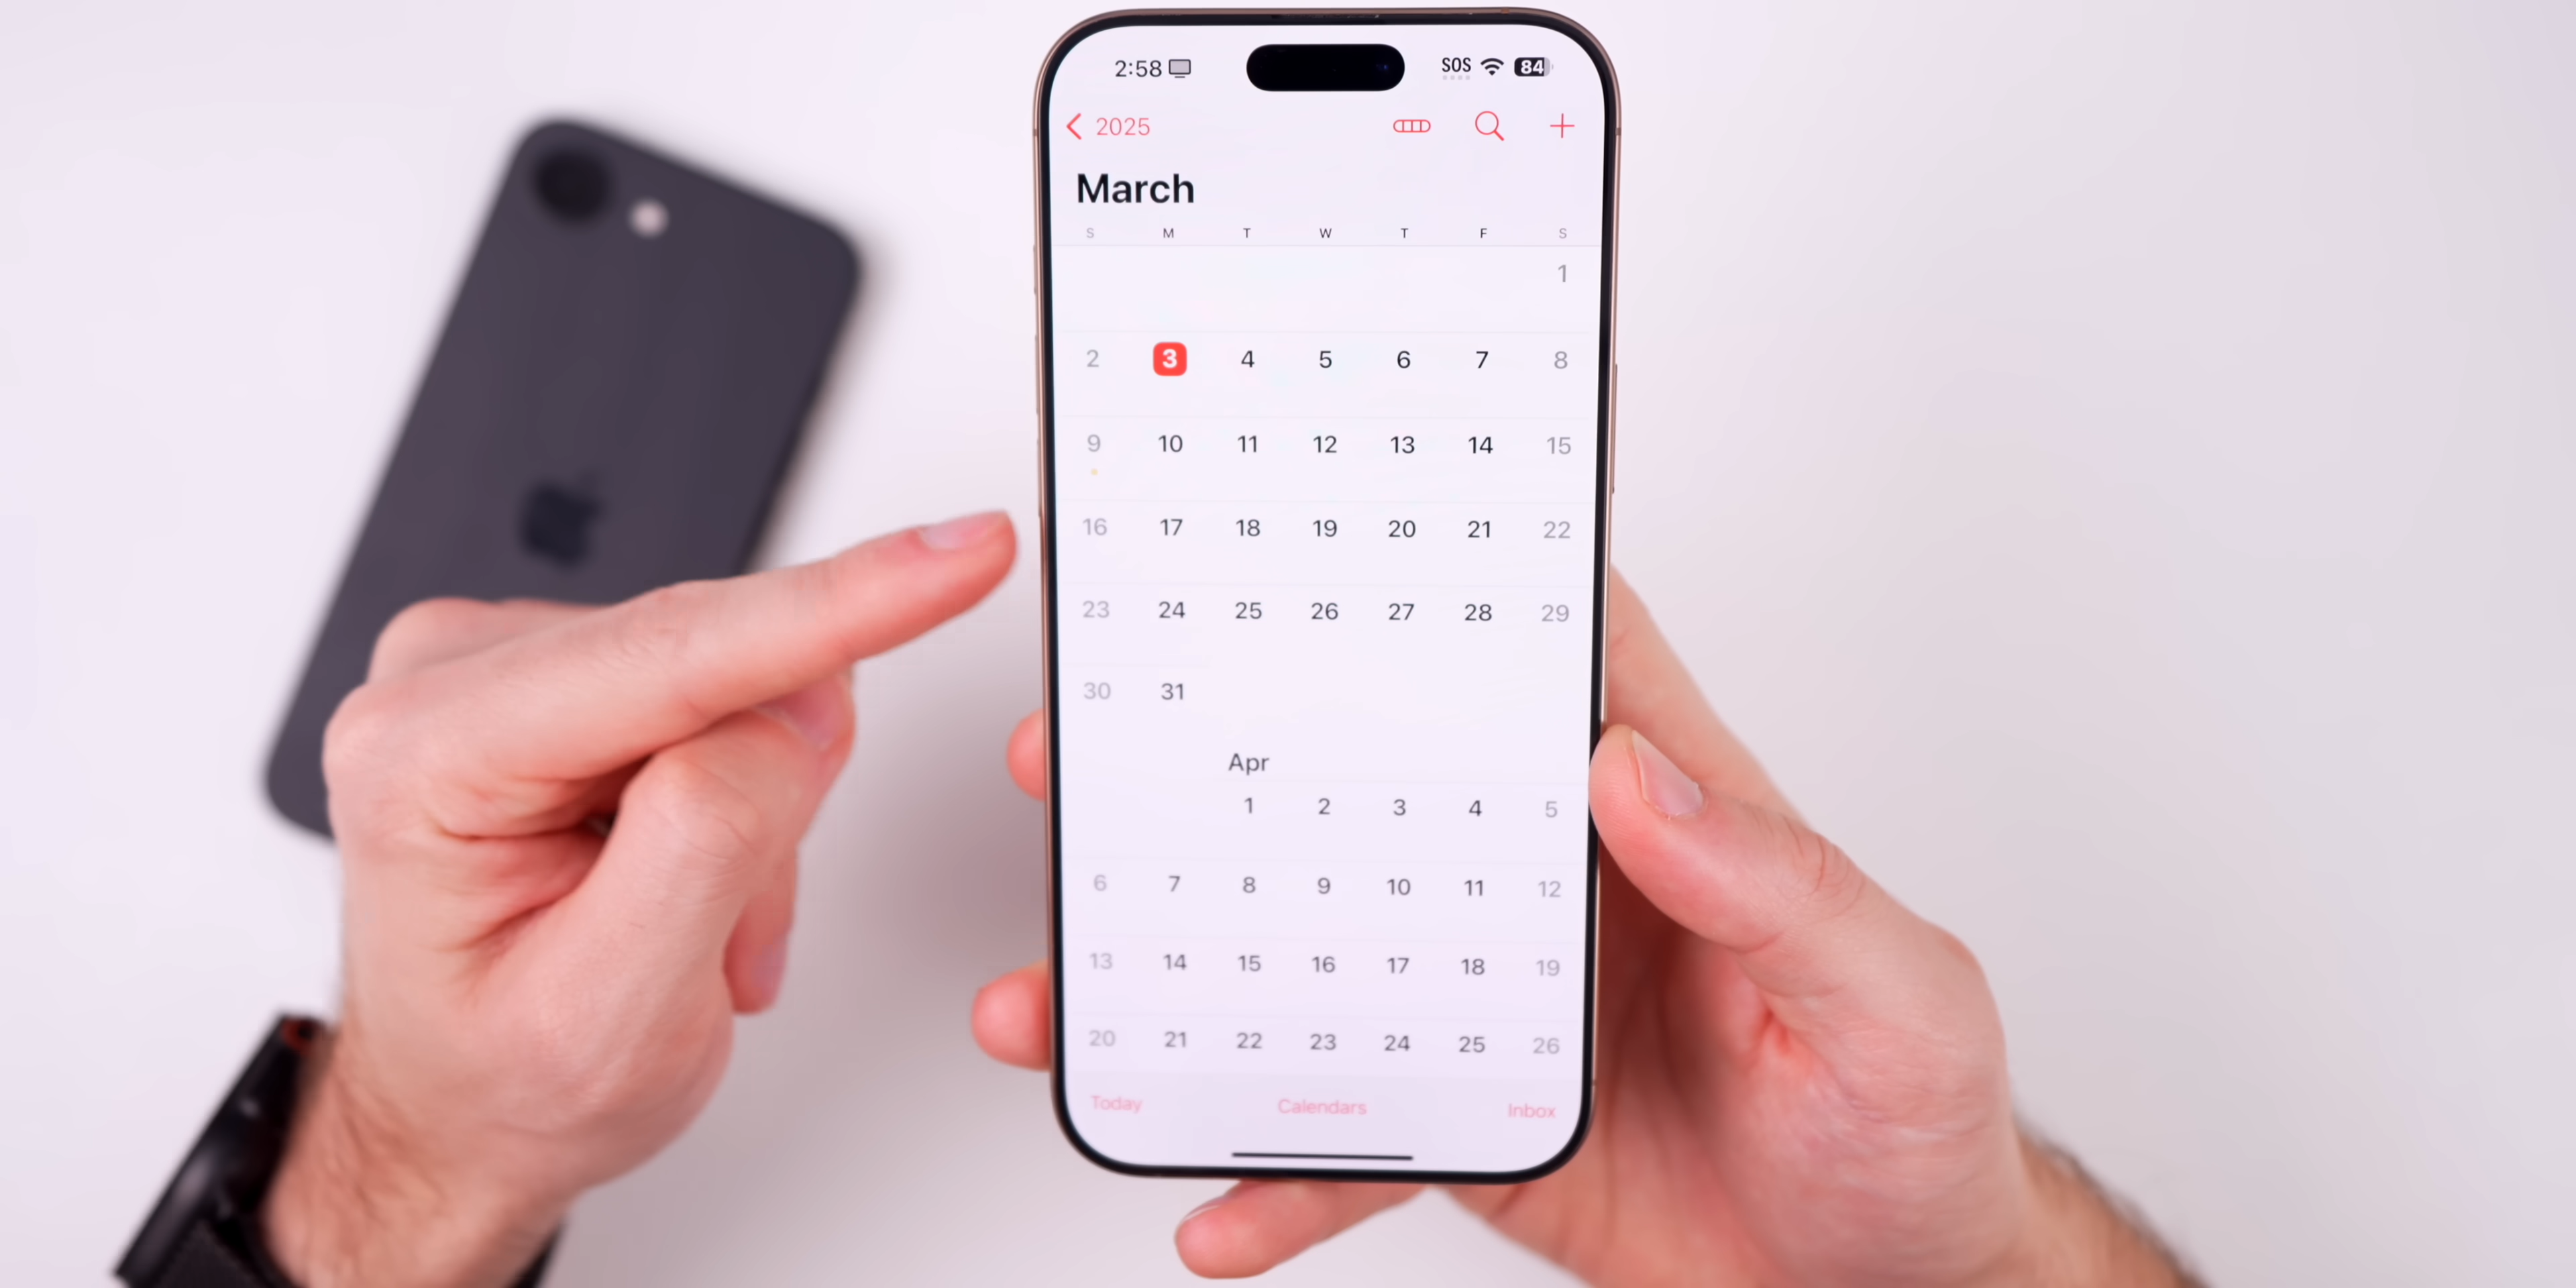 2:58 SOS 84
2025
March
S M T W T F S
1
2 3 4 5 6 7 8
9 10 11 12 13 14 15
16 17 18 19 20 21 22
23 24 25 26 27 28 29
30 31
Apr
1 2 3 4 5
6 7 8 9 10 11 12
13 14 15 16 17 18 19
20 21 22 23 24 25 26
Today Calendars Inbox